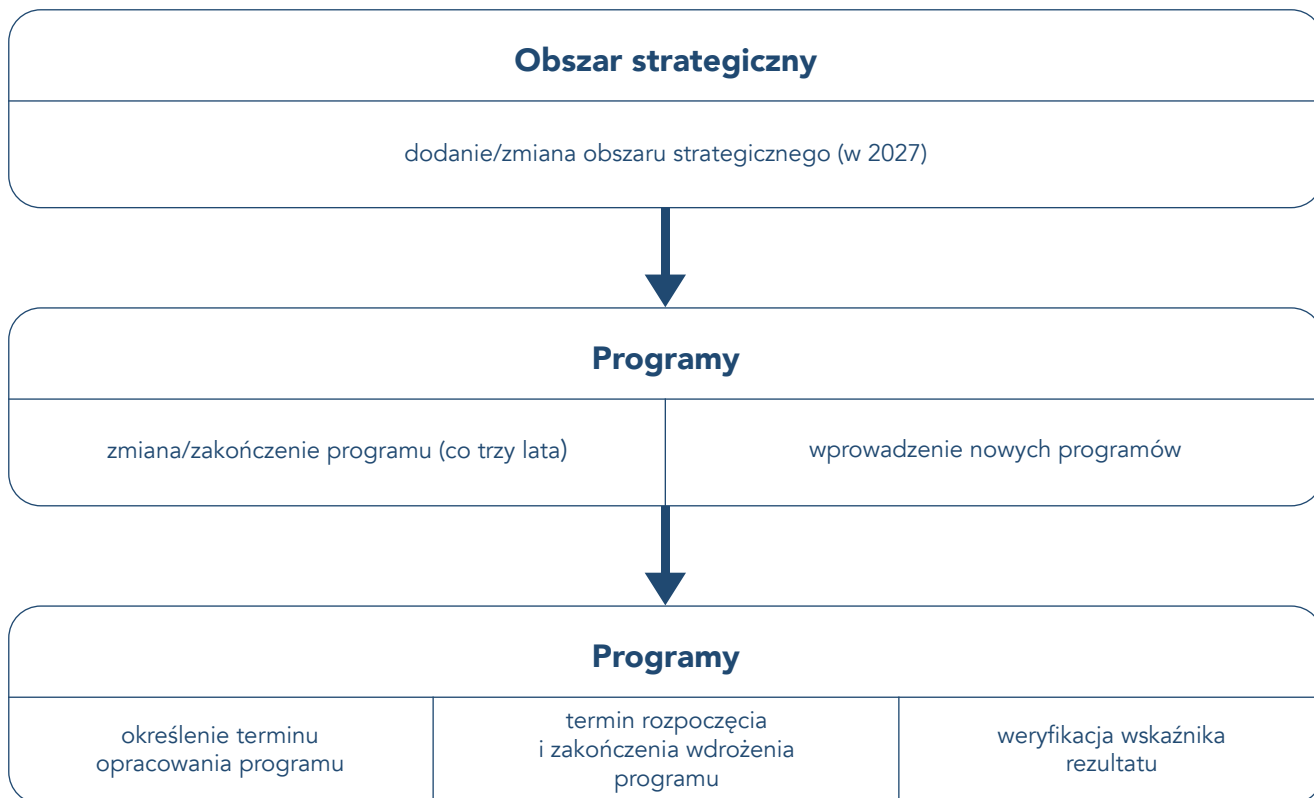 Obszar strategiczny
dodanie/zmiana obszaru strategicznego (w 2027)
Programy
zmiana/zakończenie programu (co trzy lata)
wprowadzenie nowych programów
Programy
określenie terminu
opracowania programu
termin rozpoczęcia
i zakończenia wdrożenia
programu
weryfikacja wskaźnika
rezultatu